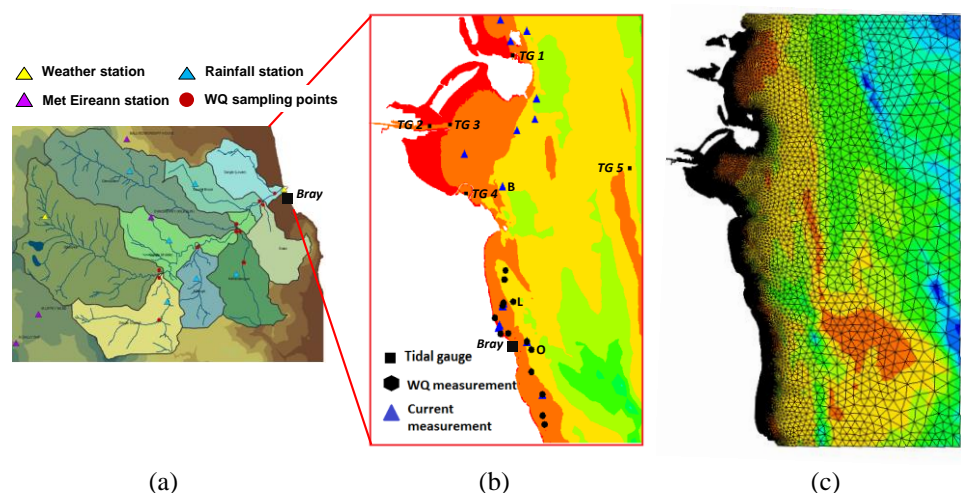 Weather station
Rainfall station
Met Eireann station
WQ sampling points
Bray
TG 1
TG 2
TG 3
TG 5
TG 4
B
L
Bray
O
Tidal gauge
WQ measurement
Current
measurement
(a)
(b)
(c)